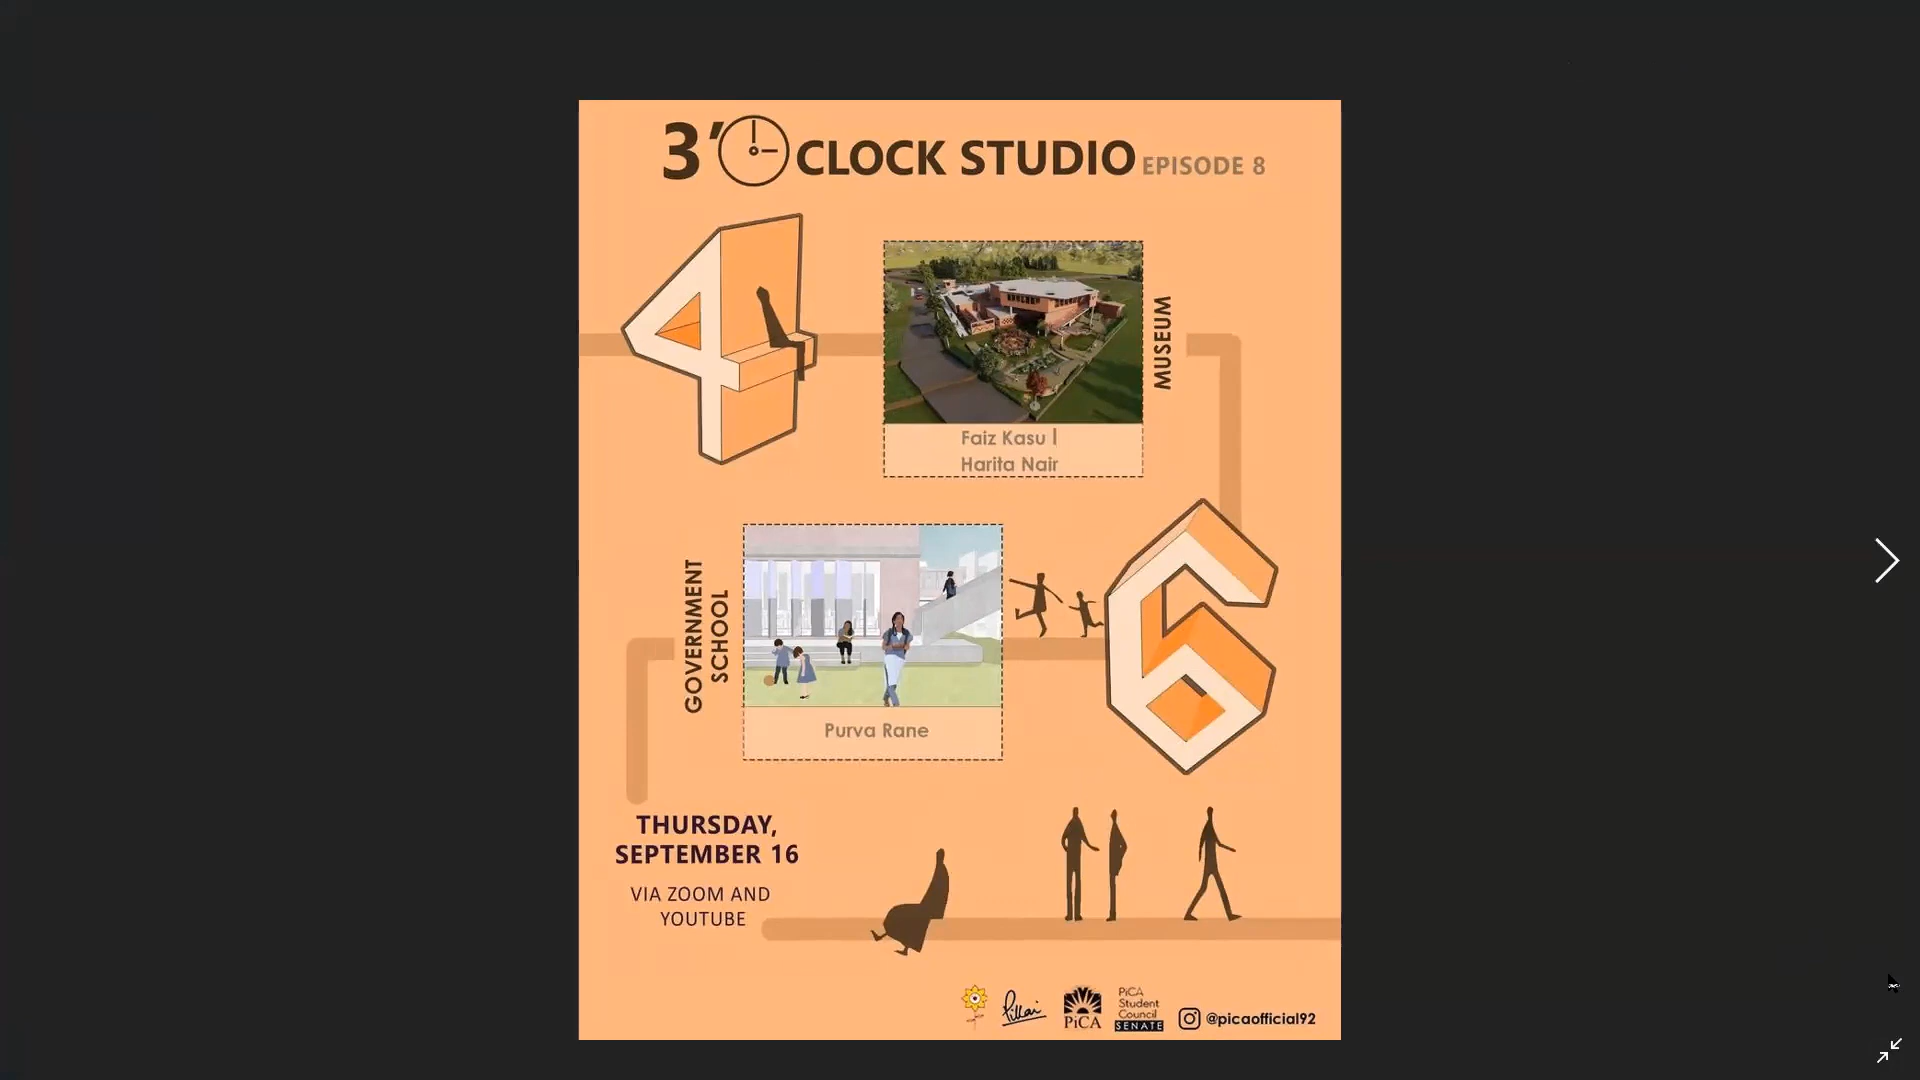 3'CLOCK STUDIO EPISODE 8
4
MUSEUM
Faiz Kasu |
Harita Nair
6
GOVERNMENT
SCHOOL
Purva Rane
THURSDAY,
SEPTEMBER 16
VIA ZOOM AND
YOUTUBE
Pillai
PiCA
PiCA
Student
Council
SENATE
@picaofficial92